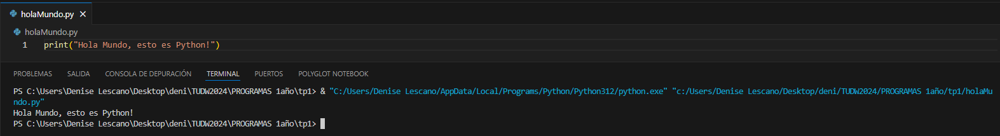 holaMundo.py
holaMundo.py
1 print("Hola Mundo, esto es Python!")
PROBLEMAS SALIDA CONSOLA DE DEPURACIÓN TERMINAL PUERTOS POLYGLOT NOTEBOOK
PS C:\Users\Denise Lescano\Desktop\deni\TUDW2024\PROGRAMAS 1año\tp1> & "C:/Users/Denise Lescano/AppData/Local/Programs/Python/Python312/python.exe" "c:/Users/Denise Lescano/Desktop/deni/TUDW2024/PROGRAMAS 1año/tp1/holaMu
ndo.py"
Hola Mundo, esto es Python!
PS C:\Users\Denise Lescano\Desktop\deni\TUDW2024\PROGRAMAS 1año\tp1>